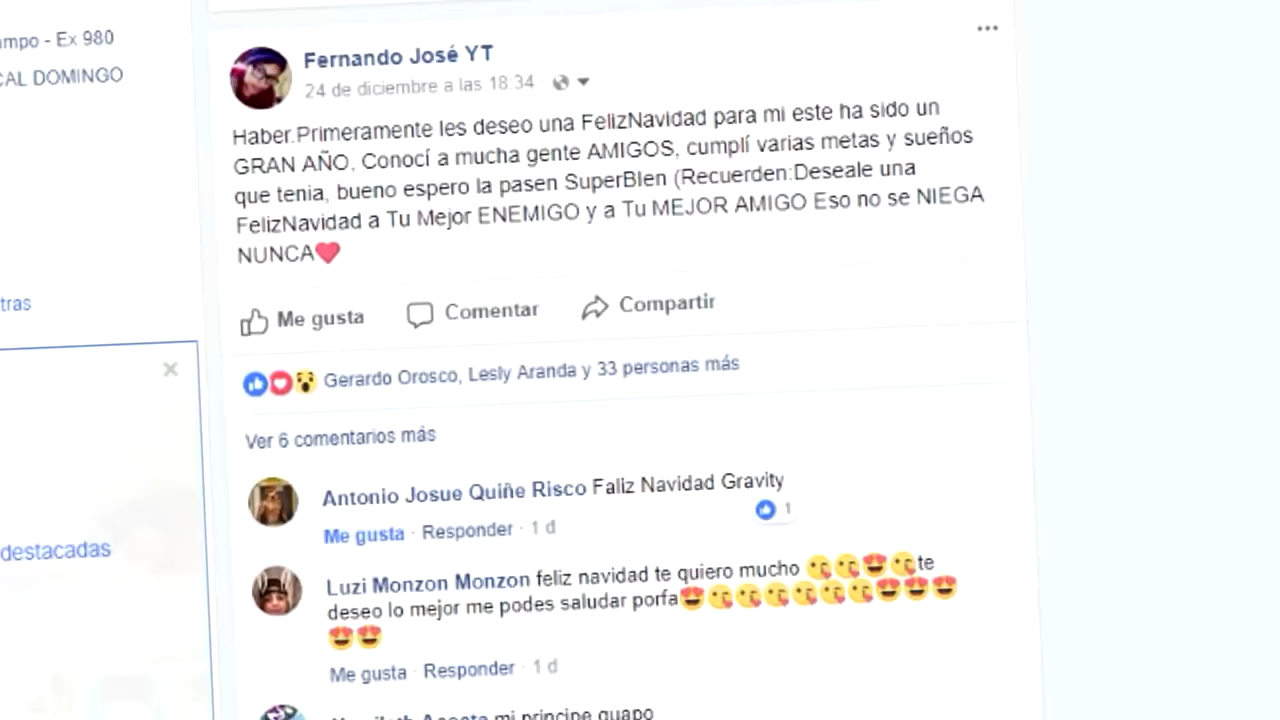 mpo - Ex 980
CAL DOMINGO
tras
destacadas
Fernando José YT
24 de diciembre a las 18:34
Haber.Primeramente les deseo una FelizNavidad para mi este ha sido un
GRAN AÑO, Conocí a mucha gente AMIGOS, cumplí varias metas y sueños
que tenia, bueno espero la pasen SuperBIen (Recuerden:Deseale una
FelizNavidad a Tu Mejor ENEMIGO y a Tu MEJOR AMIGO Eso no se NIEGA
NUNCA❤
Me gusta Comentar Compartir
Gerardo Orosco, Lesly Aranda y 33 personas más
Ver 6 comentarios más
Antonio Josue Quiñe Risco Faliz Navidad Gravity
Me gusta · Responder · 1 d 1
Luzi Monzon Monzon feliz navidad te quiero mucho 😘😘😍😘te
deseo lo mejor me podes saludar porfa😍😘😘😘😘😘😘😍😍😍
😍😍
Me gusta · Responder · 1 d
Acosta mi principe guapo